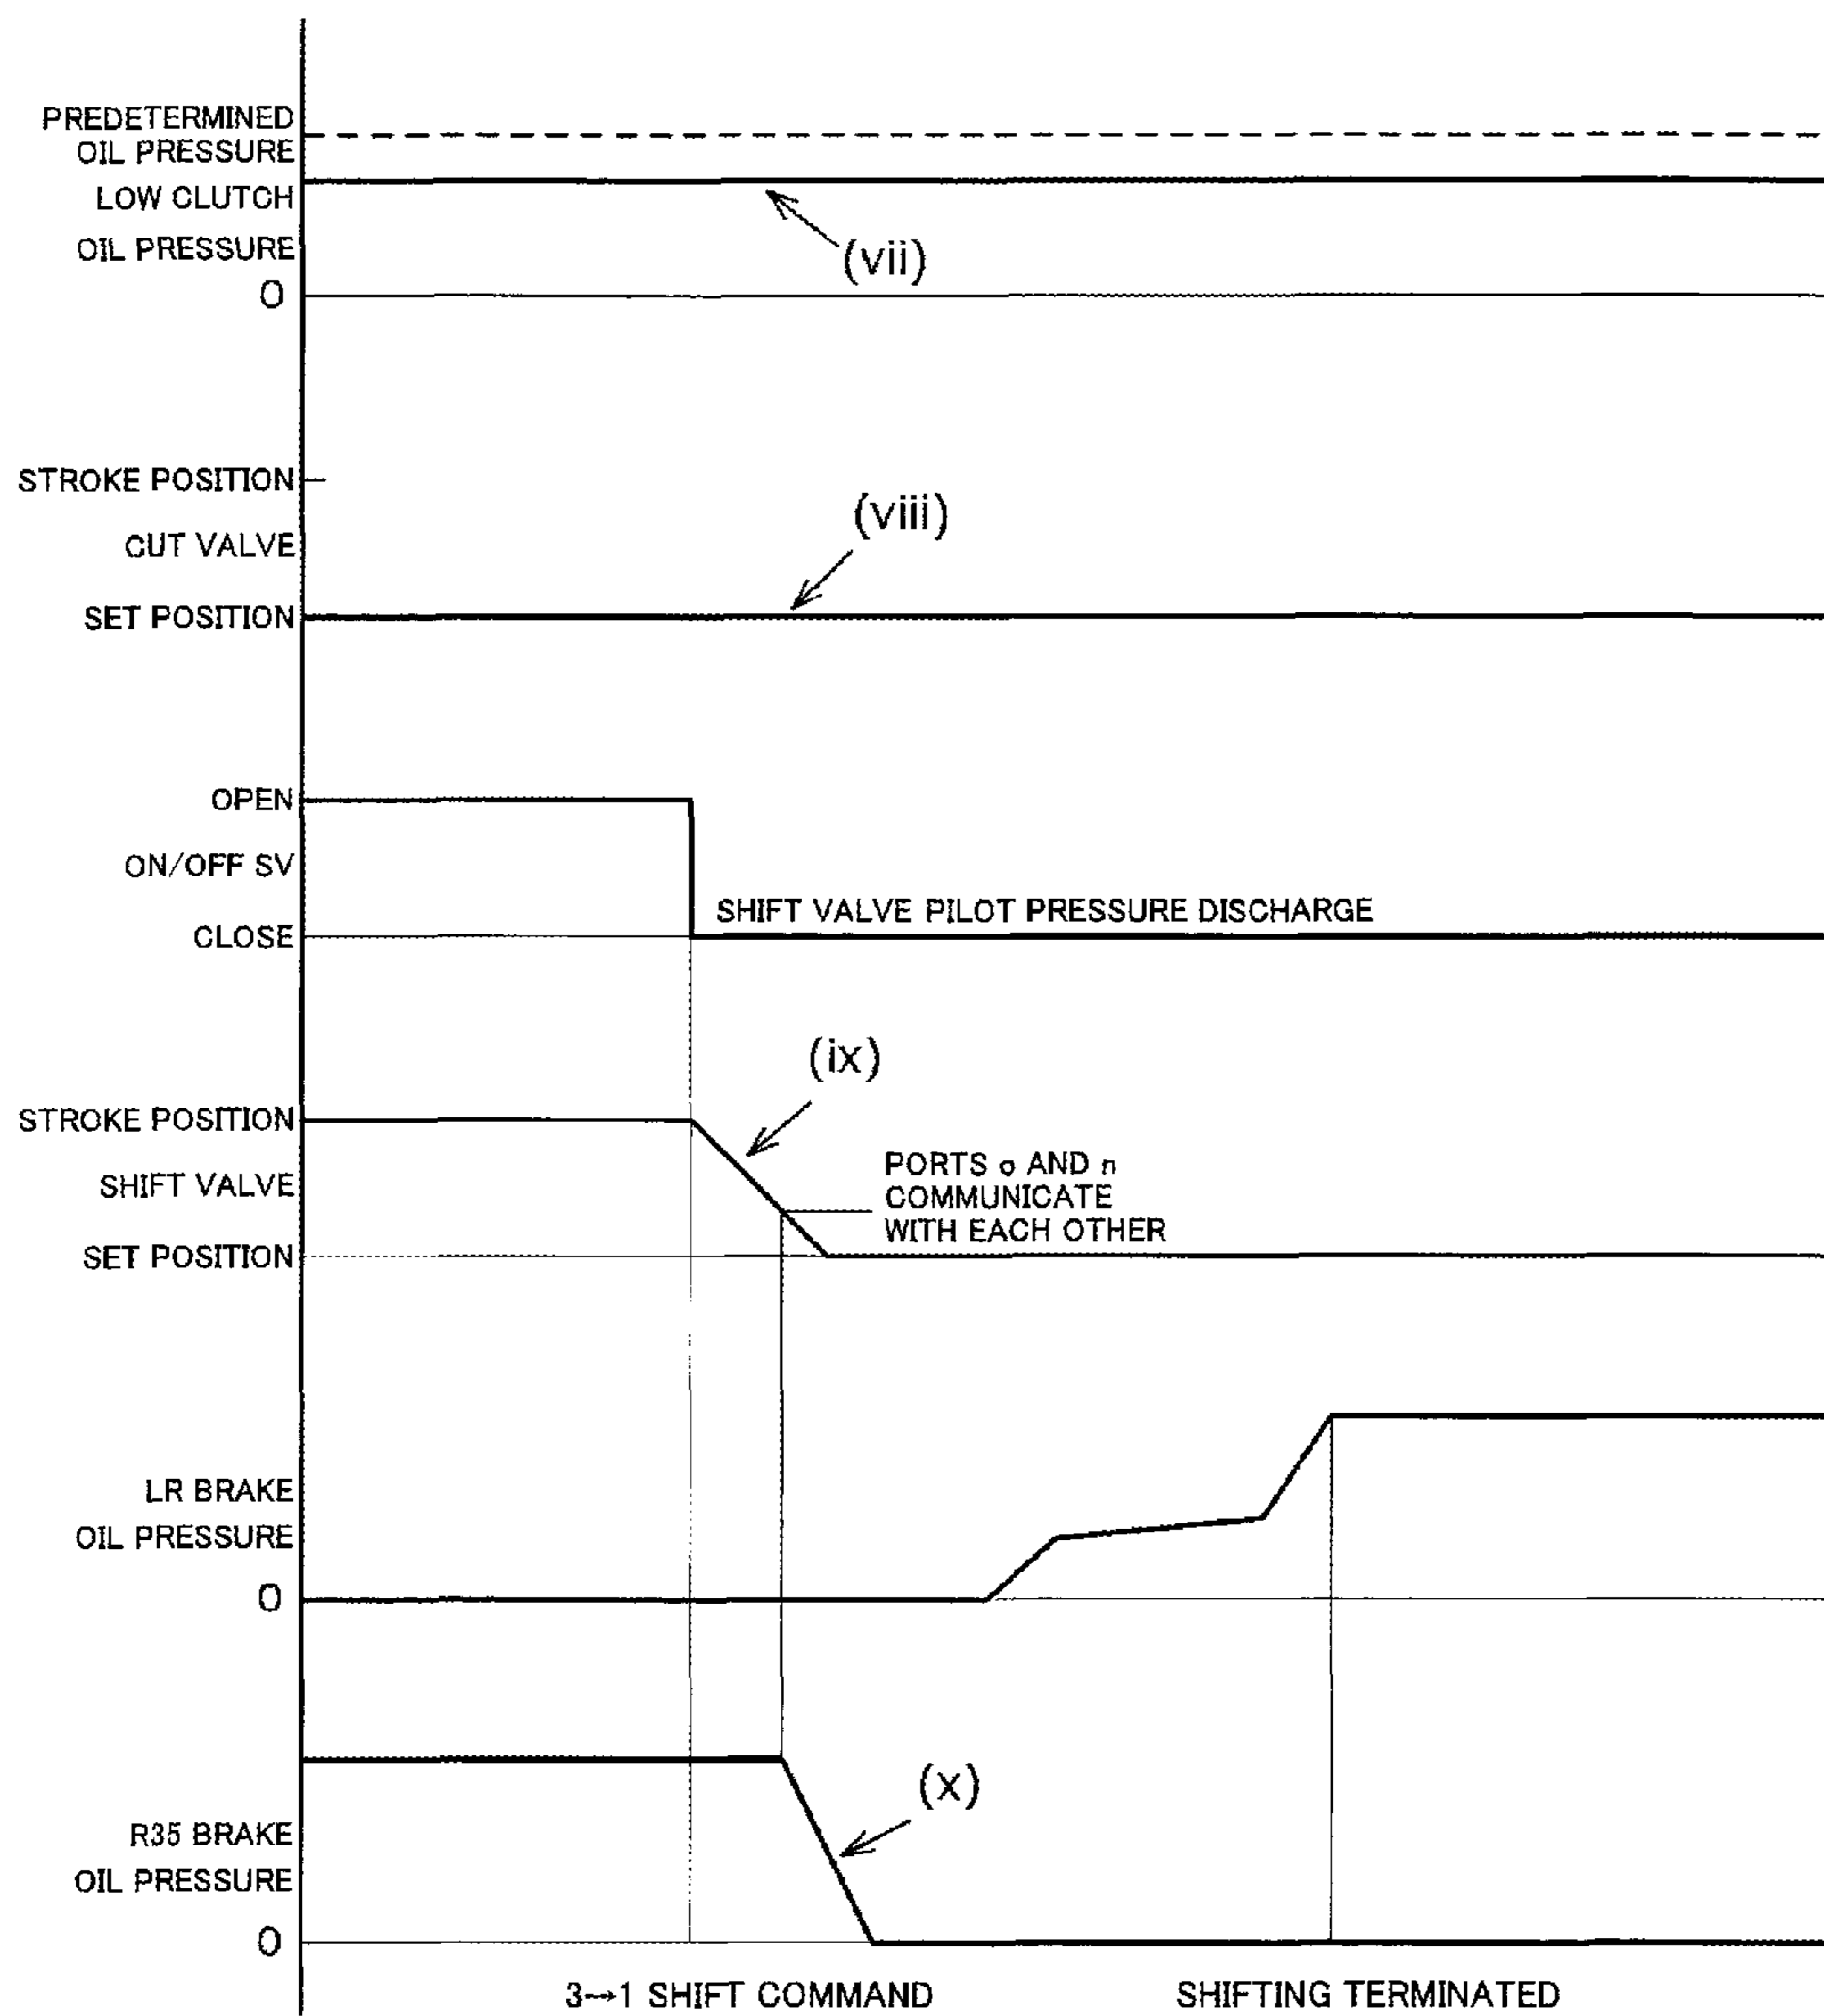 PREDETERMINED
OIL PRESSURE
LOW CLUTCH
OIL PRESSURE
(vii)
0
STROKE POSITION
(viii)
CUT VALVE
SET POSITION
OPEN
ON/OFF SV
SHIFT VALVE PILOT PRESSURE DISCHARGE
CLOSE
(ix)
STROKE POSITION
PORTS o AND n
COMMUNICATE
WITH EACH OTHER
SHIFT VALVE
SET POSITION
LR BRAKE
OIL PRESSURE
0
(x)
R35 BRAKE
OIL PRESSURE
0
3→1 SHIFT COMMAND
SHIFTING TERMINATED